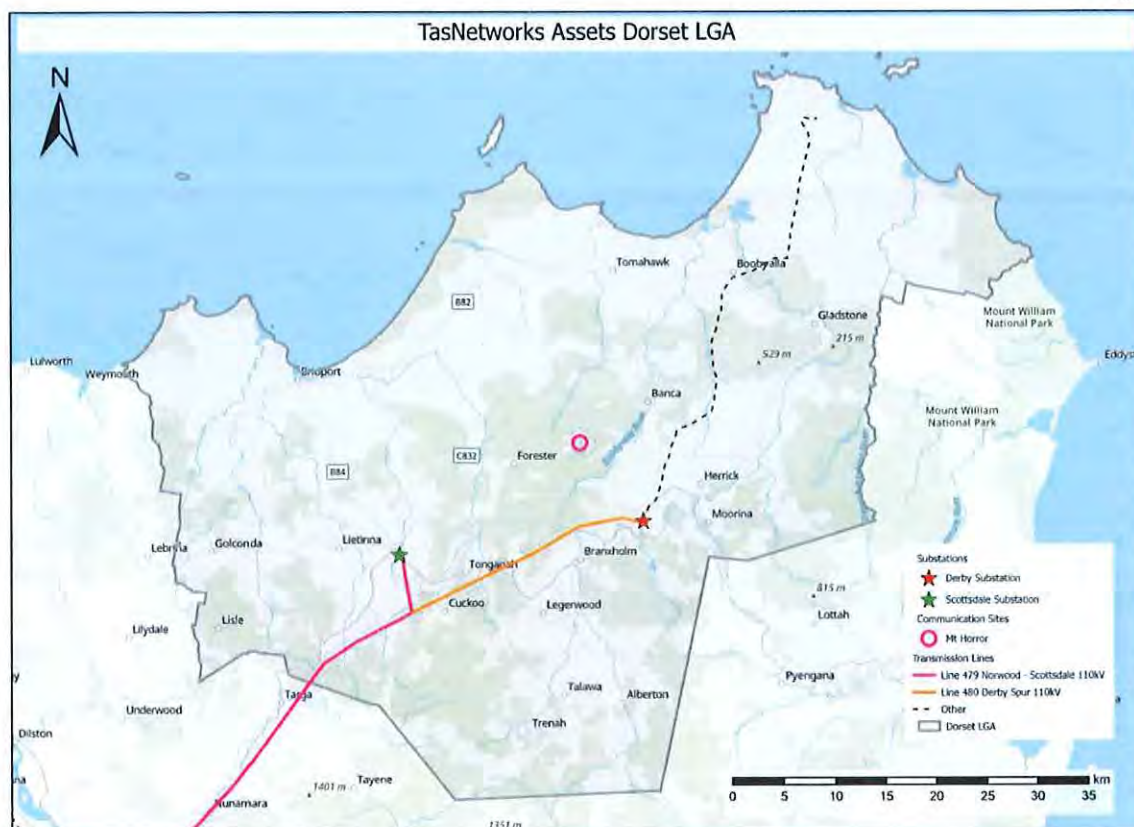 TasNetworks Assets Dorset LGA
N
Tomahawk
Boobyalla
B82
Gladstone
Mount William
National Park
215 m
529 m
Lulworth
Weymouth
Bridport
Eddys
Banca
Mount William
National Park
Forester
C832
B84
Herrick
Moorina
Lebrina
Golconda
Lietinna
Tonganah
Branxholm
Cuckoo
Legerwood
Lisle
Lilydale
815 m
Lottah
Substations
Derby Substation
Scottsdale Substation
Communication Sites
Mt Horror
Transmission Lines
Line 479 Norwood - Scottsdale 110kV
Line 480 Derby Spur 110kV
Other
Dorset LGA
Talawa
Alberton
Pyengana
Targa
Underwood
Trenah
Dilston
Tayene
1401 m
Nunamara
1351 m
km
0 5 10 15 20 25 30 35